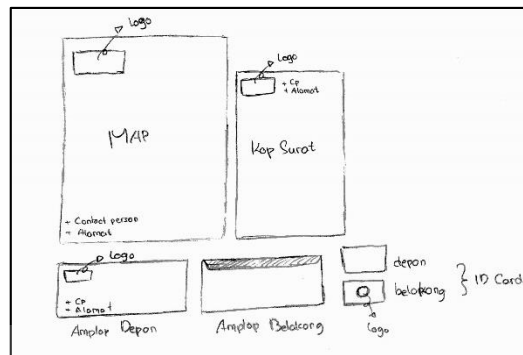 Logo
MAP
+ Contact person
+ Alamat
Logo
+ Cp
+ Alamat
Kop Surat
Logo
+ Cp
+ Alamat
Amplop Depan
Amplop Belakang
depan
belakang
ID Card
Logo